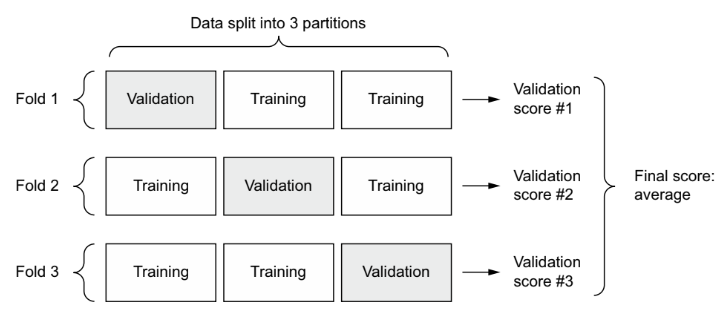 Data split into 3 partitions
Fold 1
Validation
Training
Training
Validation
score #1
Fold 2
Training
Validation
Training
Validation
score #2
Final score:
average
Fold 3
Training
Training
Validation
Validation
score #3